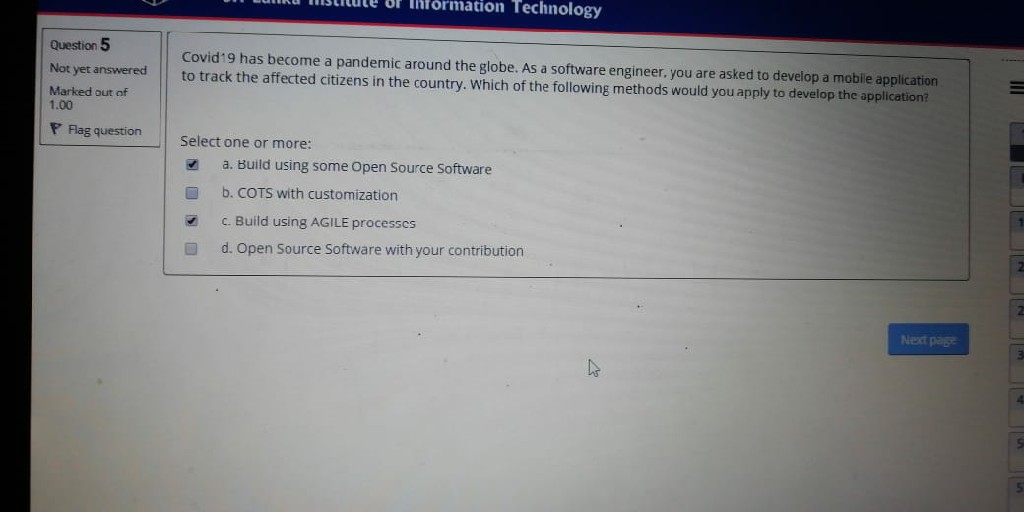 Institute of Information Technology
Question 5
Not yet answered
Marked out of
1.00
Flag question
Covid19 has become a pandemic around the globe. As a software engineer, you are asked to develop a mobile application
to track the affected citizens in the country. Which of the following methods would you apply to develop the application?
Select one or more:
a. Build using some Open Source Software
b. COTS with customization
c. Build using AGILE processes
d. Open Source Software with your contribution
Next page
1
2
2
3
4
5
5